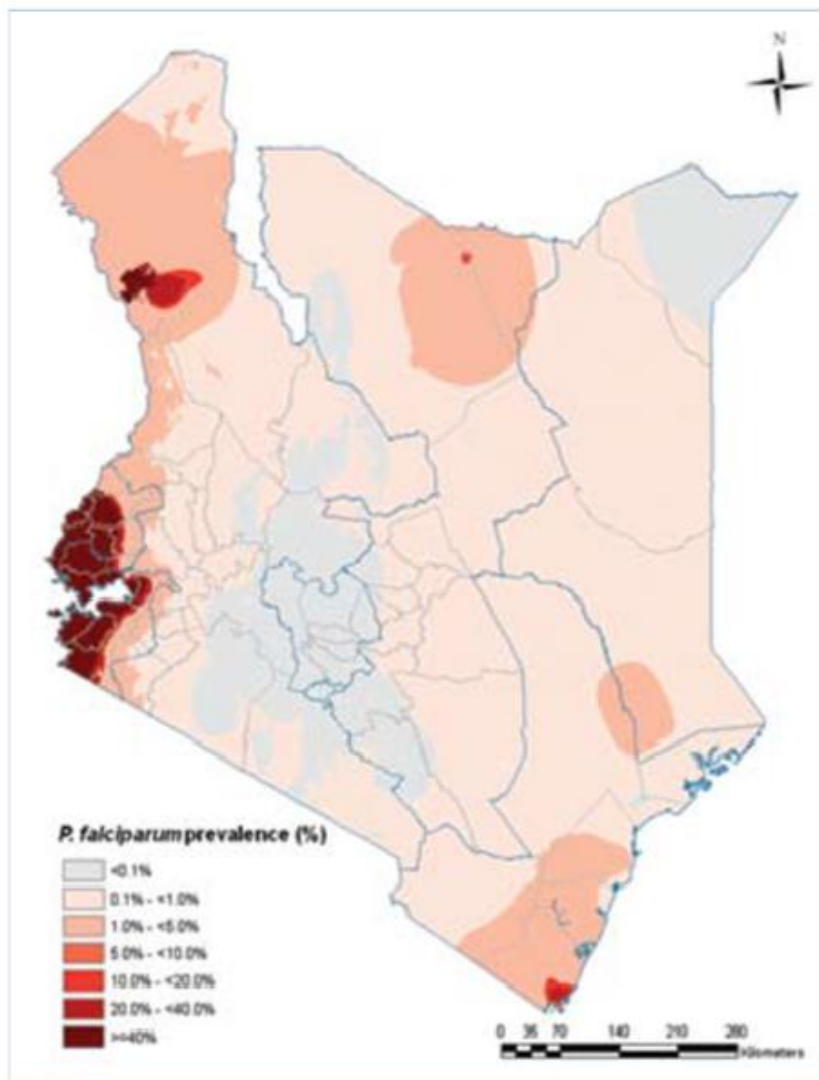 N
P. falciparum prevalence (%)
<0.1%
0.1% - <1.0%
1.0% - <5.0%
5.0% - <10.0%
10.0% - <20.0%
20.0% - <40.0%
>=40%
0 35 70 140 210 280
Kilometers